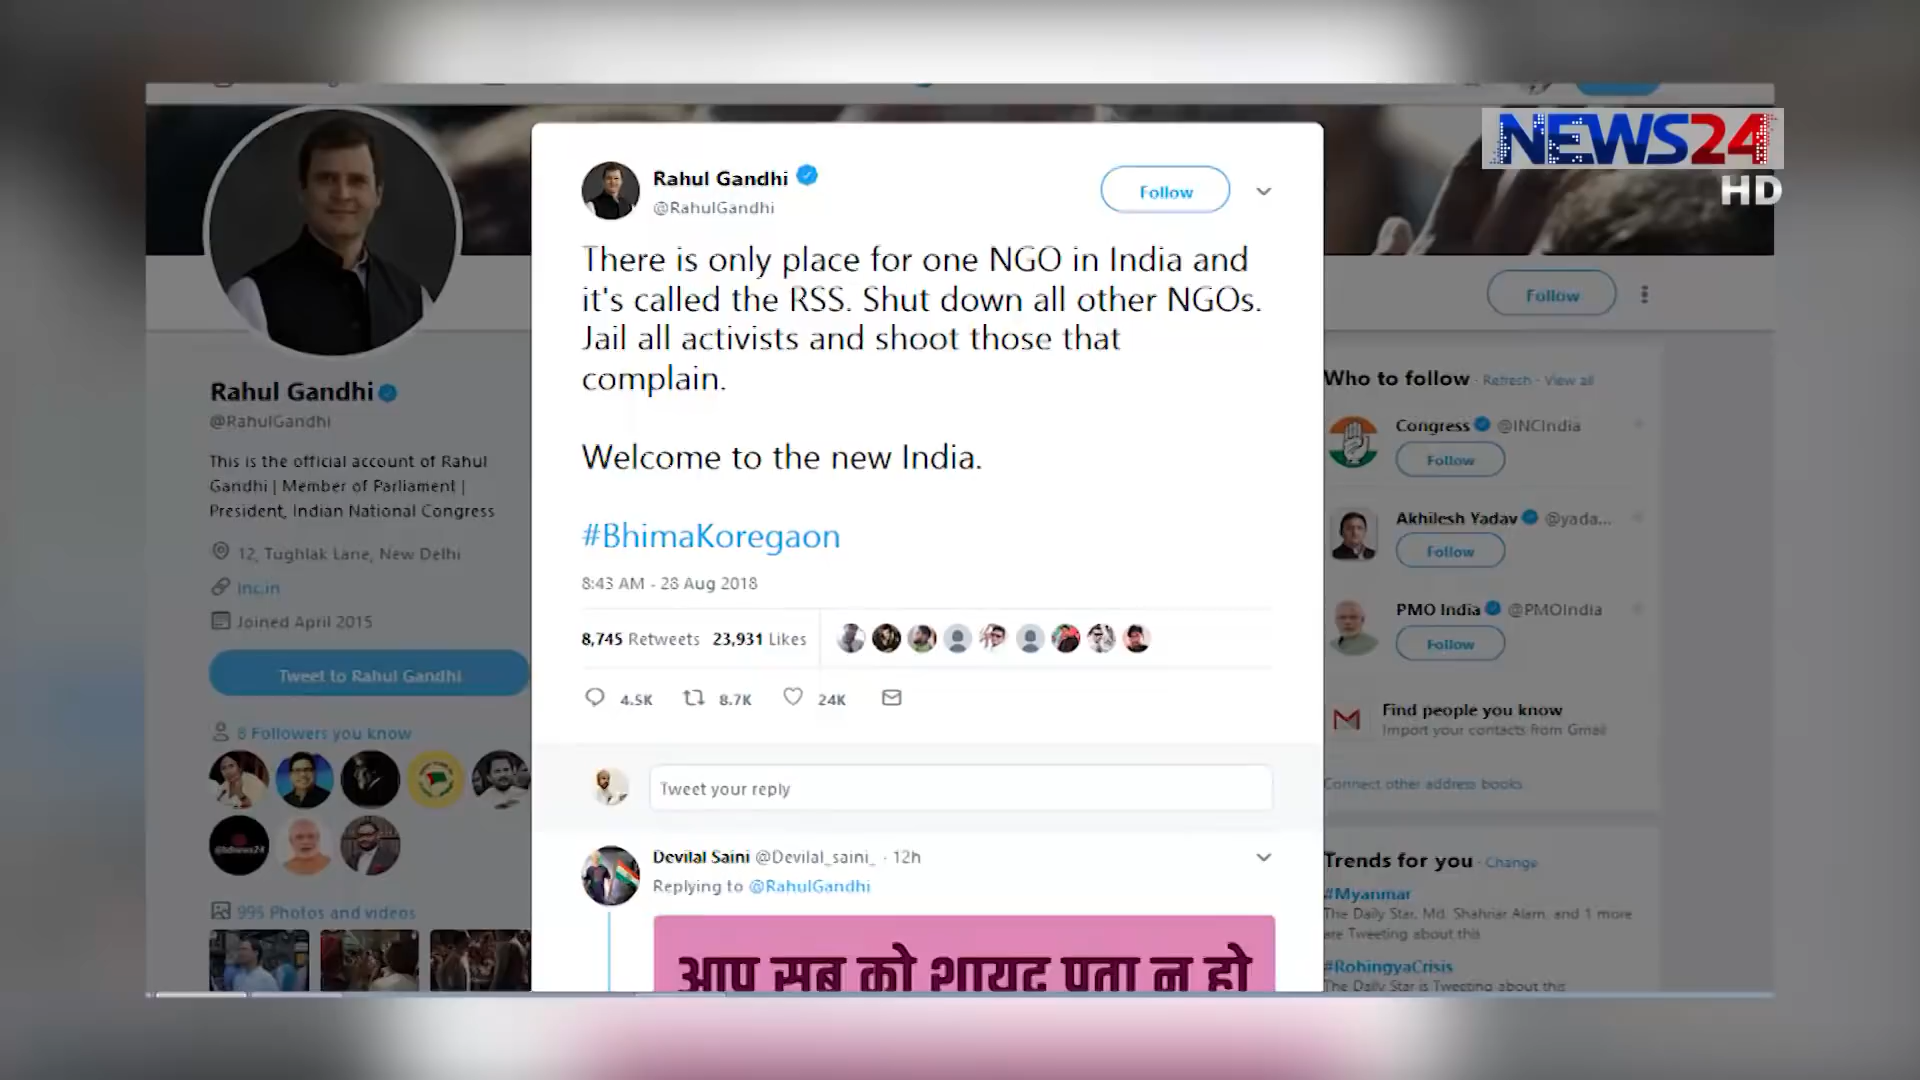 NEWS24
HD
Rahul Gandhi
@RahulGandhi
Follow
There is only place for one NGO in India and
it's called the RSS. Shut down all other NGOs.
Jail all activists and shoot those that
complain.
Welcome to the new India.
#BhimaKoregaon
8:43 AM - 28 Aug 2018
8,745 Retweets 23,931 Likes
4.5K 8.7K 24K
Tweet your reply
Devilal Saini @Devilal_saini_ · 12h
Replying to @RahulGandhi
आप सब को शायद पता न हो
Rahul Gandhi
@RahulGandhi
This is the official account of Rahul
Gandhi | Member of Parliament |
President, Indian National Congress
12, Tughlak Lane, New Delhi
inc.in
Joined April 2015
Tweet to Rahul Gandhi
8 Followers you know
@bdnews24
995 Photos and videos
Follow
Who to follow · Refresh · View all
Congress @INCIndia
Follow
Akhilesh Yadav @yada...
Follow
PMO India @PMOIndia
Follow
Find people you know
Import your contacts from Gmail
Connect other address books
Trends for you · Change
#Myanmar
The Daily Star, Md. Shahriar Alam, and 1 more
are Tweeting about this
#RohingyaCrisis
The Daily Star is Tweeting about this